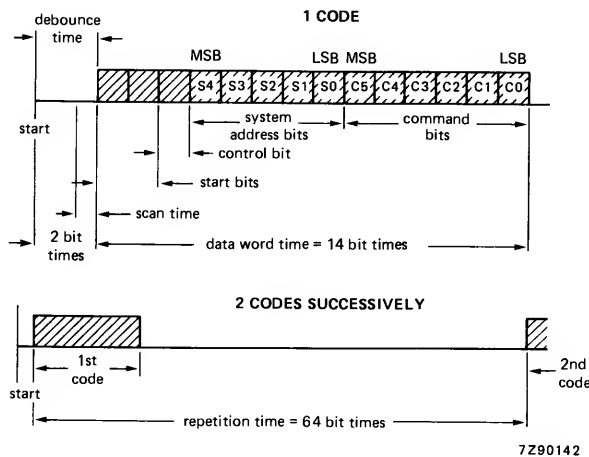 1 CODE
debounce
time
MSB
LSB MSB
LSB
S4 S3 S2 S1 S0 C5 C4 C3 C2 C1 C0
start
system
address bits
command
bits
control bit
start bits
scan time
2 bit
times
data word time = 14 bit times
2 CODES SUCCESSIVELY
1st
code
2nd
code
start
repetition time = 64 bit times
7Z90142